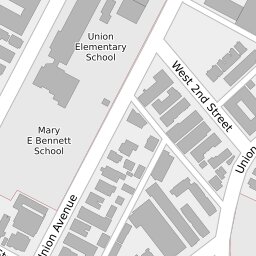 Union
Elementary
School
West 2nd Street
Mary
E Bennett
School
Union
Union Avenue